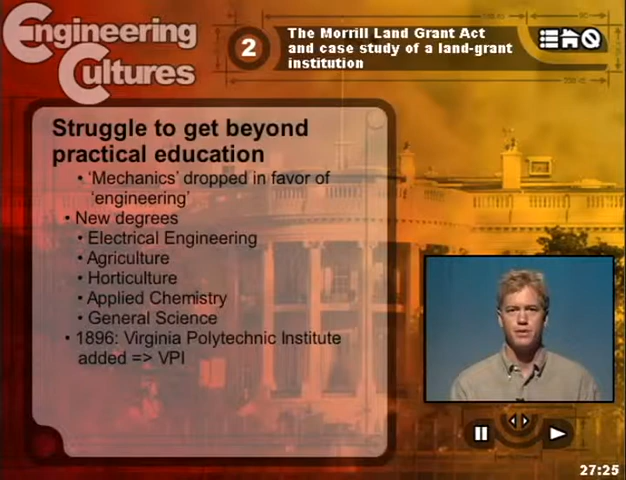 Engineering
Cultures
2
The Morrill Land Grant Act
and case study of a land-grant
institution
Struggle to get beyond
practical education
• ‘Mechanics’ dropped in favor of
‘engineering’
• New degrees
• Electrical Engineering
• Agriculture
• Horticulture
• Applied Chemistry
• General Science
• 1896: Virginia Polytechnic Institute
added => VPI
27:25